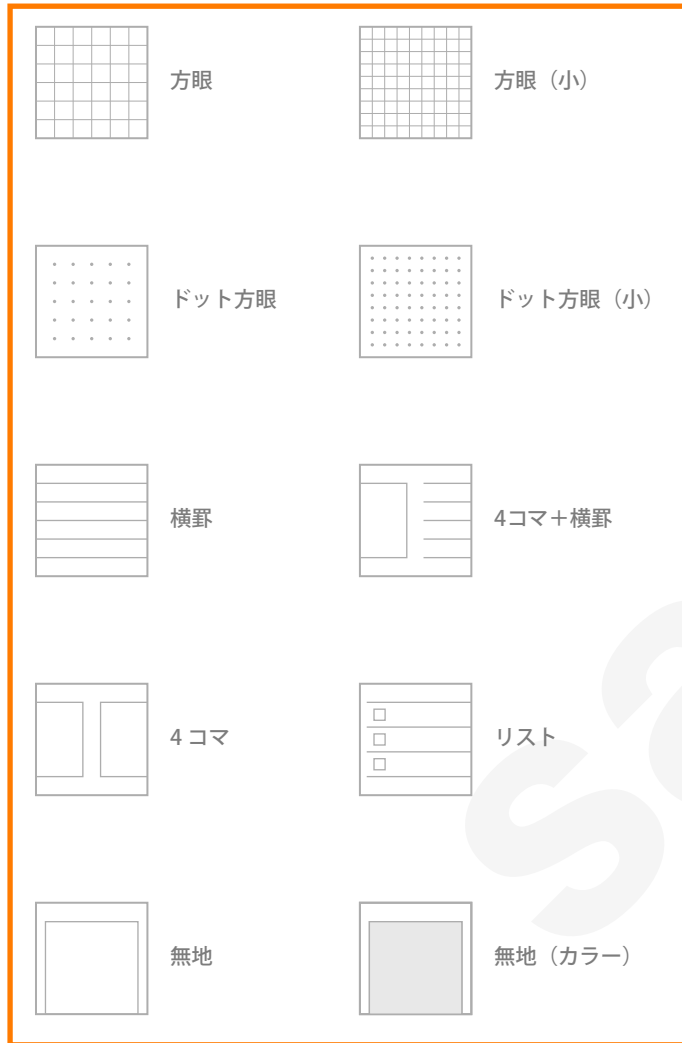 方眼
方眼（小）
ドット方眼
ドット方眼（小）
横罫
4コマ＋横罫
4 コマ
リスト
無地
無地（カラー）